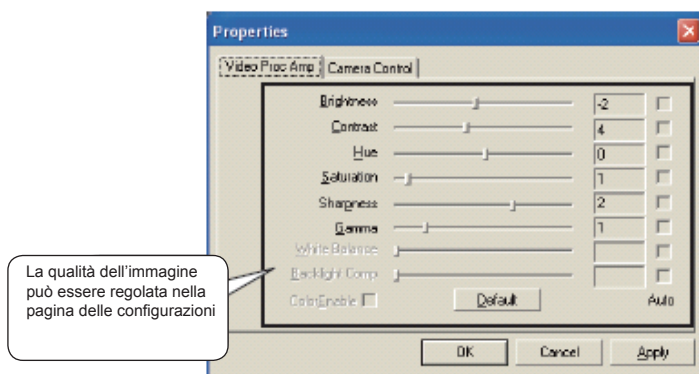 Properties
Video Proc Amp Camera Control
Brightness -2
Contrast 4
Hue 0
Saturation 1
Sharpness 2
Gamma 1
White Balance
Backlight Comp
ColorEnable Default Auto
La qualità dell'immagine
può essere regolata nella
pagina delle configurazioni
OK Cancel Apply